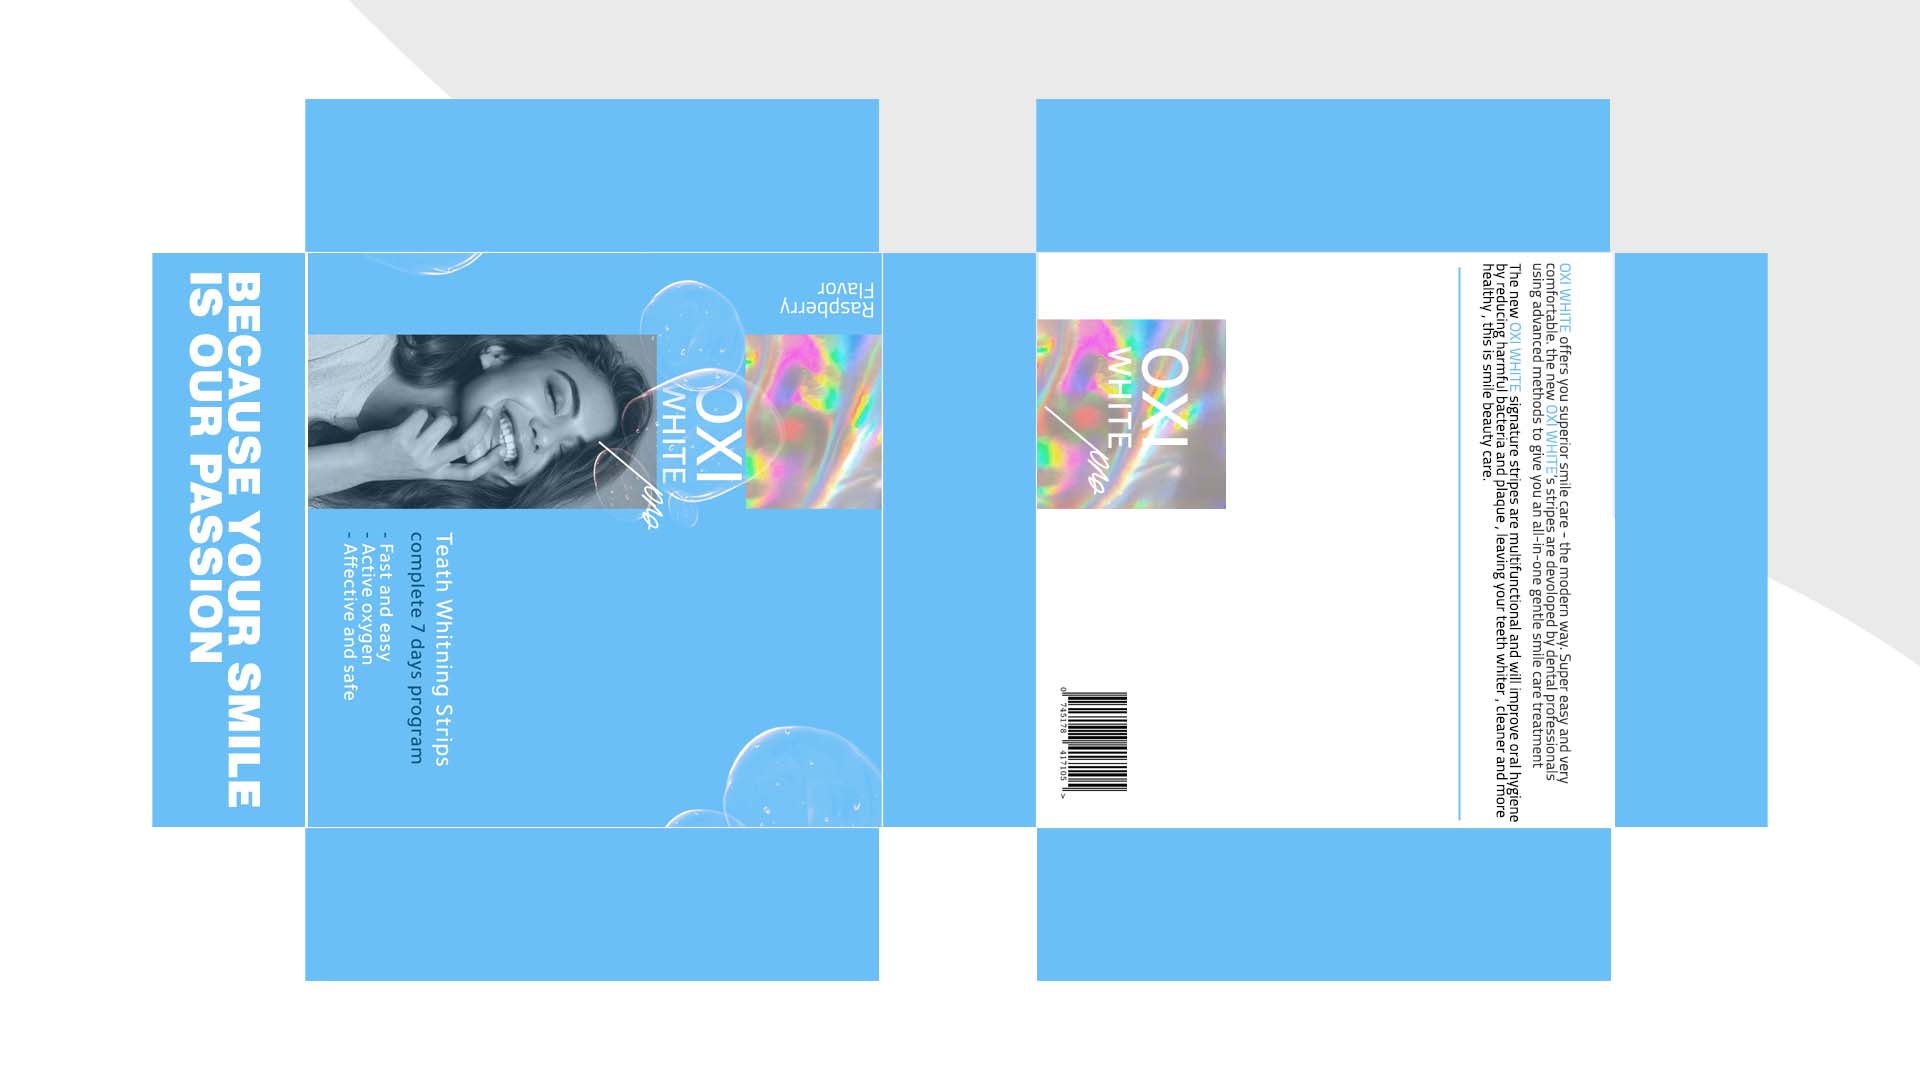 BECAUSE YOUR SMILE
IS OUR PASSION
Raspberry
Flavor
OXI
WHITE
pro
Teath Whitning Strips
complete 7 days program
- Fast and easy
- Active oxygen
- Affective and safe
OXI
WHITE
pro
OXI WHITE offers you superior smile care - the modern way. Super easy and very
comfortable. the new OXI WHITE's stripes are devoloped by dental professionals
using advanced methods to give you an all-in-one gentle smile care treatment
The new OXI WHITE signature stripes are multifunctional and will improve oral hygiene
by reducing harmful bacteria and plaque , leaving your teeth whiter , cleaner and more
healthy , this is smile beauty care.
0 745178 417105 >